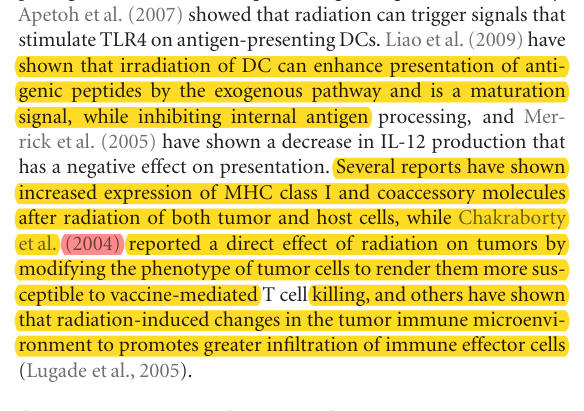 Apetoh et al. (2007) showed that radiation can trigger signals that
stimulate TLR4 on antigen-presenting DCs. Liao et al. (2009) have
shown that irradiation of DC can enhance presentation of anti-
genic peptides by the exogenous pathway and is a maturation
signal, while inhibiting internal antigen processing, and Mer-
rick et al. (2005) have shown a decrease in IL-12 production that
has a negative effect on presentation. Several reports have shown
increased expression of MHC class I and coaccessory molecules
after radiation of both tumor and host cells, while Chakraborty
et al. (2004) reported a direct effect of radiation on tumors by
modifying the phenotype of tumor cells to render them more sus-
ceptible to vaccine-mediated T cell killing, and others have shown
that radiation-induced changes in the tumor immune microenvi-
ronment to promotes greater infiltration of immune effector cells
(Lugade et al., 2005).